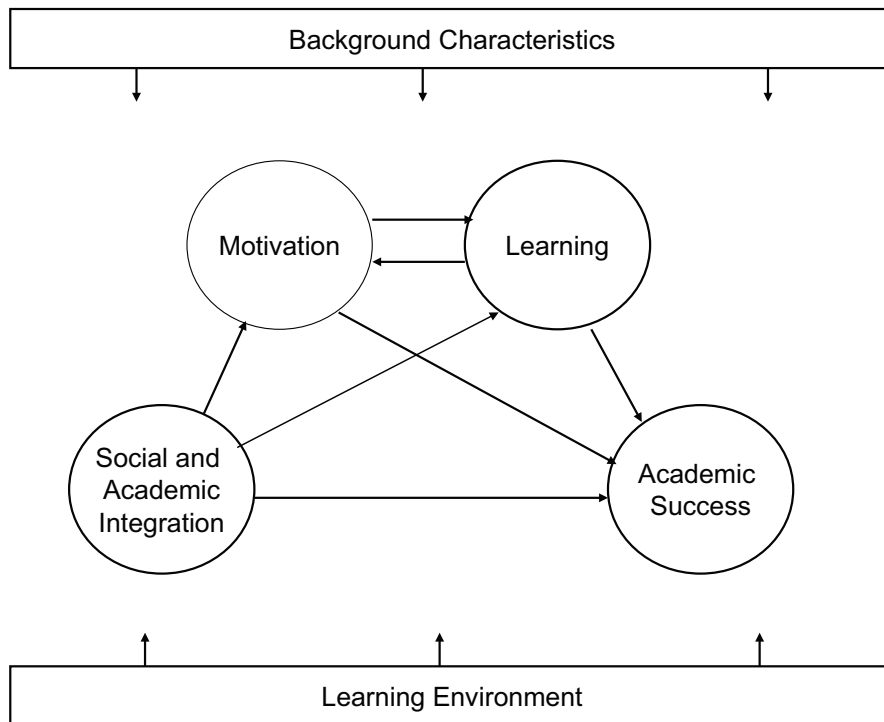 Background Characteristics
Motivation
Learning
Social and
Academic
Integration
Academic
Success
Learning Environment